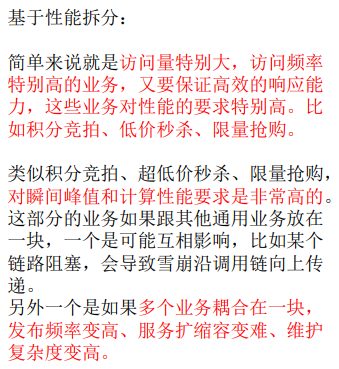 基于性能拆分：
简单来说就是访问量特别大，访问频率
特别高的业务，又要保证高效的响应能
力，这些业务对性能的要求特别高。比
如积分竞拍、低价秒杀、限量抢购。
类似积分竞拍、超低价秒杀、限量抢购，
对瞬间峰值和计算性能要求是非常高的。
这部分的业务如果跟其他通用业务放在
一块，一个是可能互相影响，比如某个
链路阻塞，会导致雪崩沿调用链向上传
递。
另外一个是如果多个业务耦合在一块，
发布频率变高、服务扩缩容变难、维护
复杂度变高。